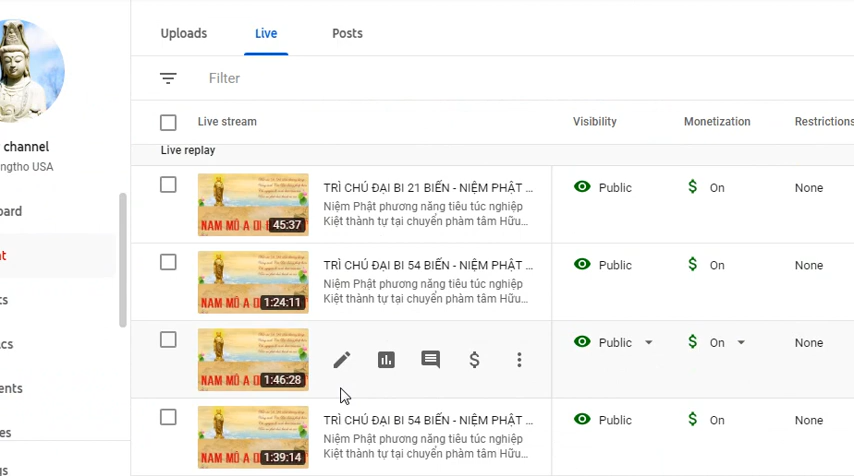 Uploads
Live
Posts
Filter
channel
ngtho USA
Live stream
Visibility
Monetization
Restrictions
Live replay
TRÌ CHÚ ĐẠI BI 21 BIẾN - NIỆM PHẬT ...
Niệm Phật phương năng tiêu túc nghiệp
Kiệt thành tự tại chuyển phàm tâm Hữu...
NAM MÔ A DI
45:37
Public
On
None
TRÌ CHÚ ĐẠI BI 54 BIẾN - NIỆM PHẬT ...
Niệm Phật phương năng tiêu túc nghiệp
Kiệt thành tự tại chuyển phàm tâm Hữu...
NAM MÔ A DI
1:24:11
Public
On
None
NAM MÔ A DI
1:46:28
Public
On
None
TRÌ CHÚ ĐẠI BI 54 BIẾN - NIỆM PHẬT ...
Niệm Phật phương năng tiêu túc nghiệp
Kiệt thành tự tại chuyển phàm tâm Hữu...
NAM MÔ A DI
1:39:14
Public
On
None